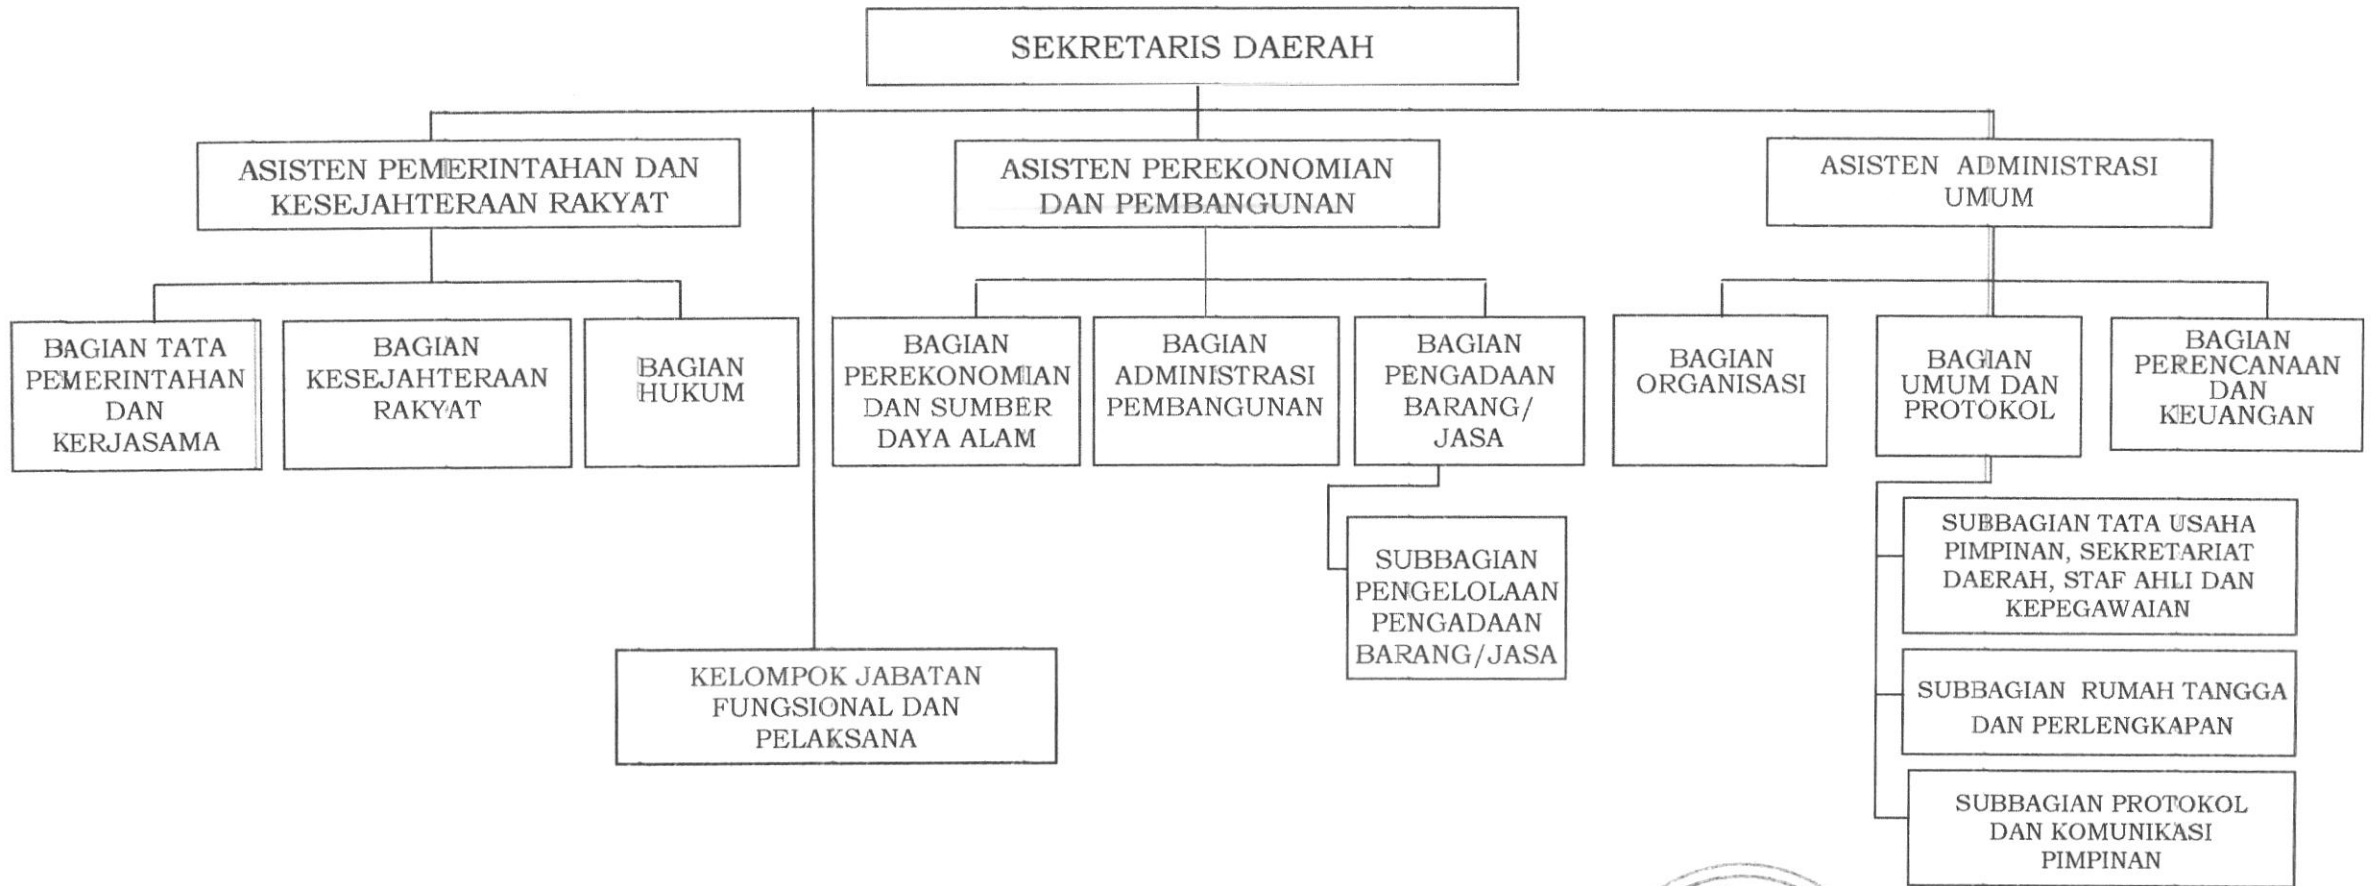 SEKRETARIS DAERAH
ASISTEN PEMERINTAHAN DAN
KESEJAHTERAAN RAKYAT
ASISTEN PEREKONOMIAN
DAN PEMBANGUNAN
ASISTEN ADMINISTRASI
UMUM
BAGIAN TATA
PEMERINTAHAN
DAN
KERJASAMA
BAGIAN
KESEJAHTERAAN
RAKYAT
BAGIAN
HUKUM
BAGIAN
PEREKONOMIAN
DAN SUMBER
DAYA ALAM
BAGIAN
ADMINISTRASI
PEMBANGUNAN
BAGIAN
PENGADAAN
BARANG/
JASA
BAGIAN
ORGANISASI
BAGIAN
UMUM DAN
PROTOKOL
BAGIAN
PERENCANAAN
DAN
KEUANGAN
SUBBAGIAN
PENGELOLAAN
PENGADAAN
BARANG/JASA
SUBBAGIAN TATA USAHA
PIMPINAN, SEKRETARIAT
DAERAH, STAF AHLI DAN
KEPEGAWAIAN
SUBBAGIAN RUMAH TANGGA
DAN PERLENGKAPAN
SUBBAGIAN PROTOKOL
DAN KOMUNIKASI
PIMPINAN
KELOMPOK JABATAN
FUNGSIONAL DAN
PELAKSANA